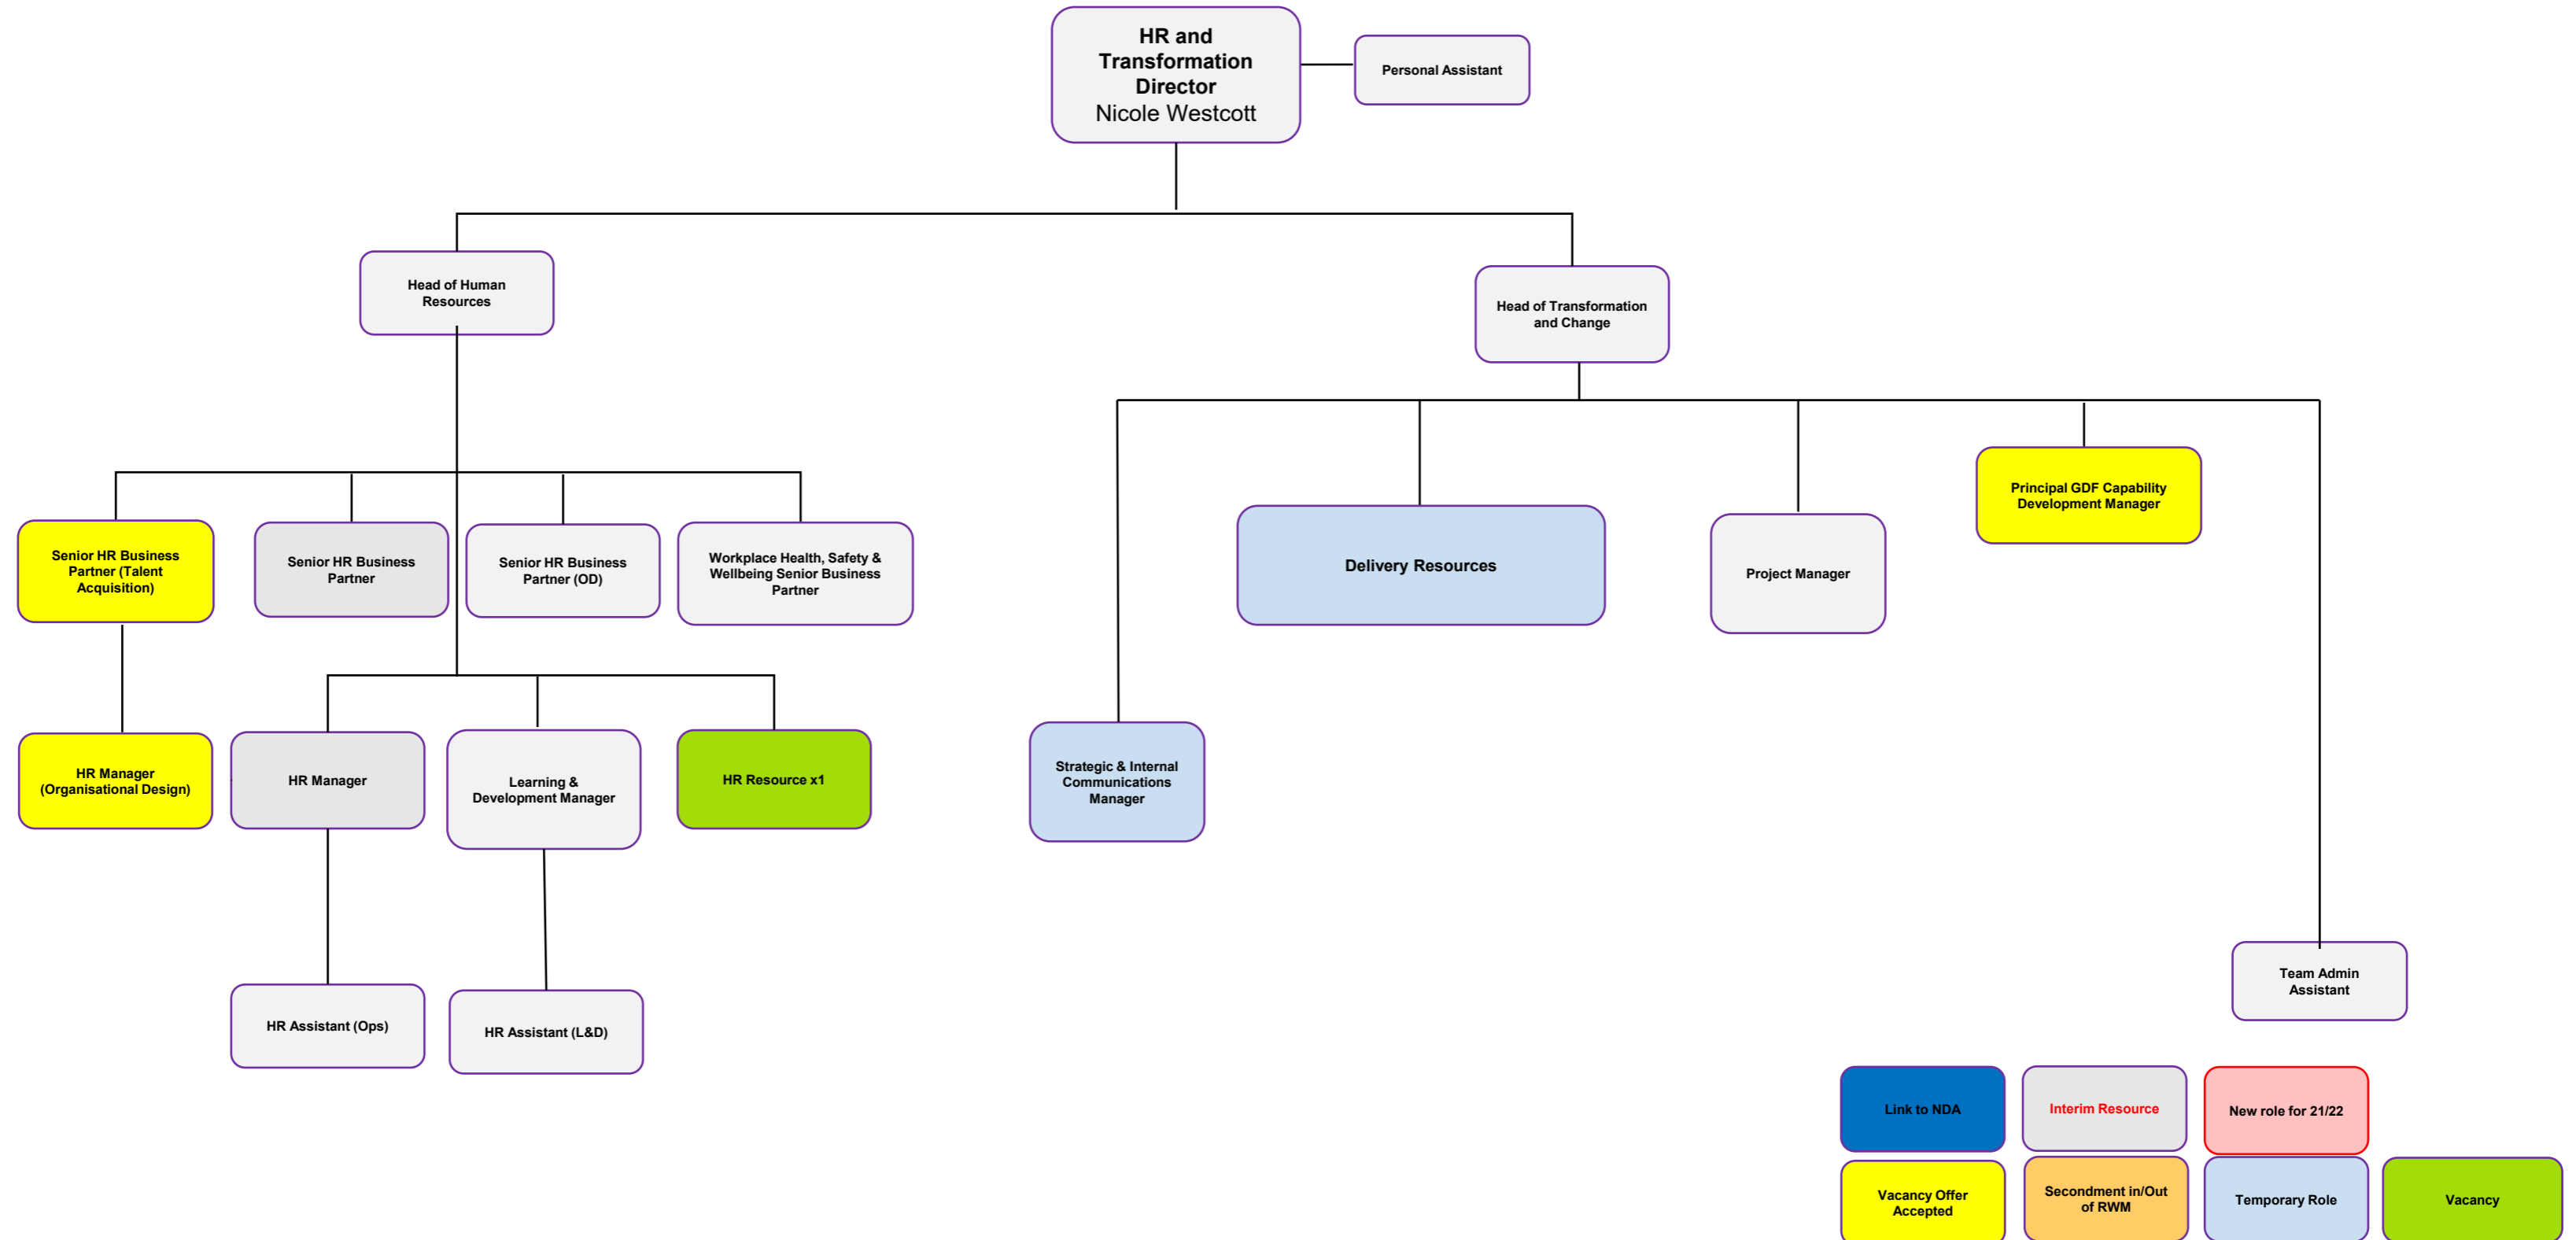 HR and
Transformation
Director
Nicole Westcott
Personal Assistant
Head of Human
Resources
Head of Transformation
and Change
Senior HR Business
Partner (Talent
Acquisition)
Senior HR Business
Partner
Senior HR Business
Partner (OD)
Workplace Health, Safety &
Wellbeing Senior Business
Partner
Delivery Resources
Project Manager
Principal GDF Capability
Development Manager
HR Manager
(Organisational Design)
HR Manager
Learning &
Development Manager
HR Resource x1
Strategic & Internal
Communications
Manager
HR Assistant (Ops)
HR Assistant (L&D)
Team Admin
Assistant
Link to NDA
Interim Resource
New role for 21/22
Vacancy Offer
Accepted
Secondment in/Out
of RWM
Temporary Role
Vacancy